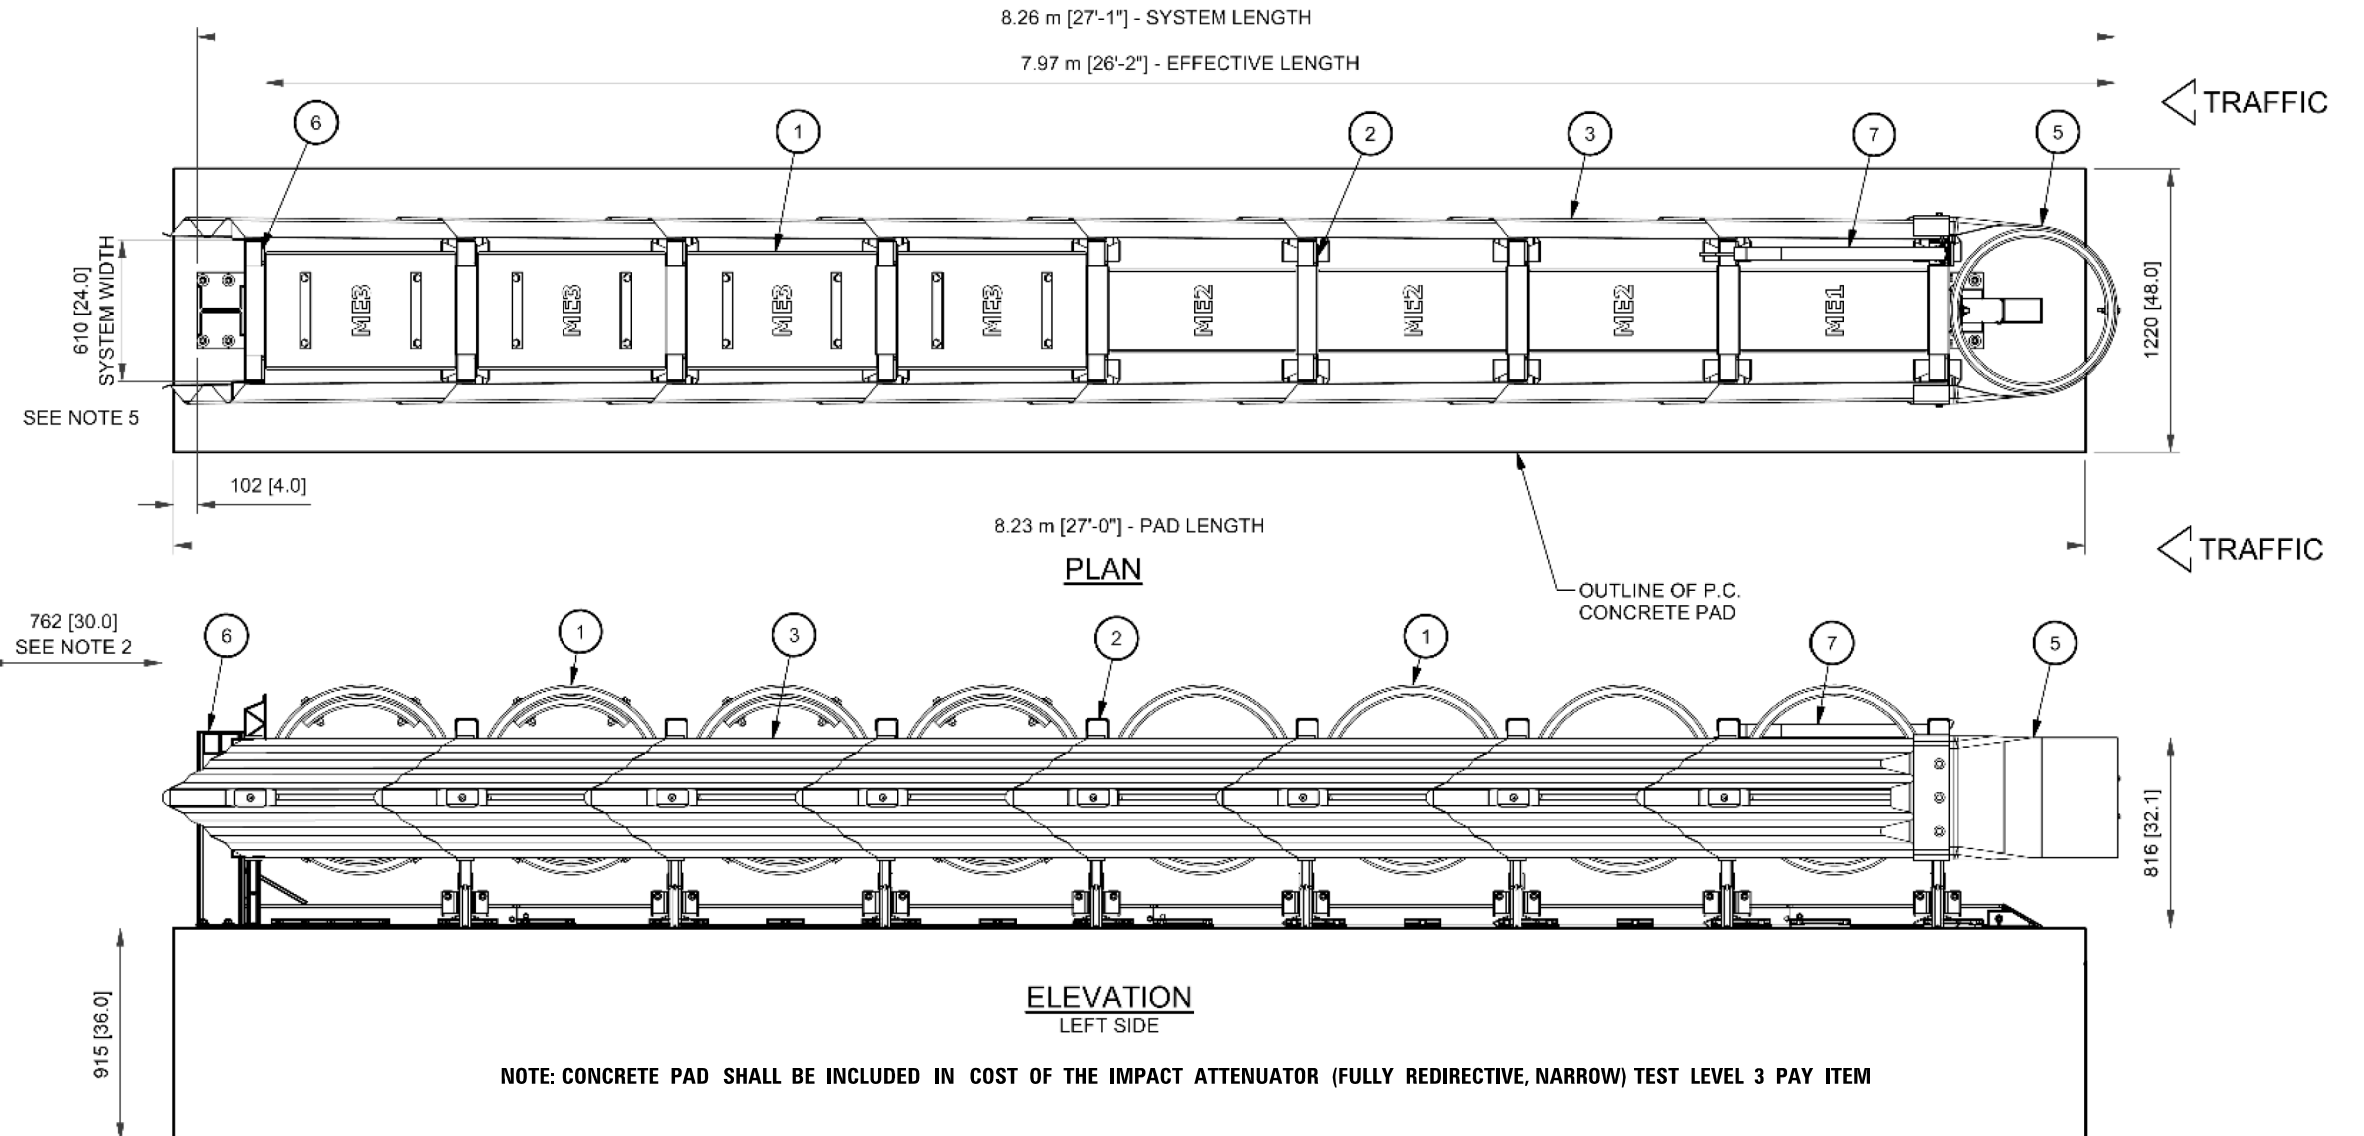 8.26 m [27'-1"] - SYSTEM LENGTH
7.97 m [26'-2"] - EFFECTIVE LENGTH
TRAFFIC
6
1
2
3
7
5
610 [24.0]
SYSTEM WIDTH
ME3
ME3
ME3
ME3
ME2
ME2
ME2
ME1
1220 [48.0]
SEE NOTE 5
102 [4.0]
8.23 m [27'-0"] - PAD LENGTH
PLAN
TRAFFIC
OUTLINE OF P.C.
CONCRETE PAD
762 [30.0]
SEE NOTE 2
6
1
3
2
1
7
5
816 [32.1]
915 [36.0]
ELEVATION
LEFT SIDE
NOTE: CONCRETE PAD SHALL BE INCLUDED IN COST OF THE IMPACT ATTENUATOR (FULLY REDIRECTIVE, NARROW) TEST LEVEL 3 PAY ITEM